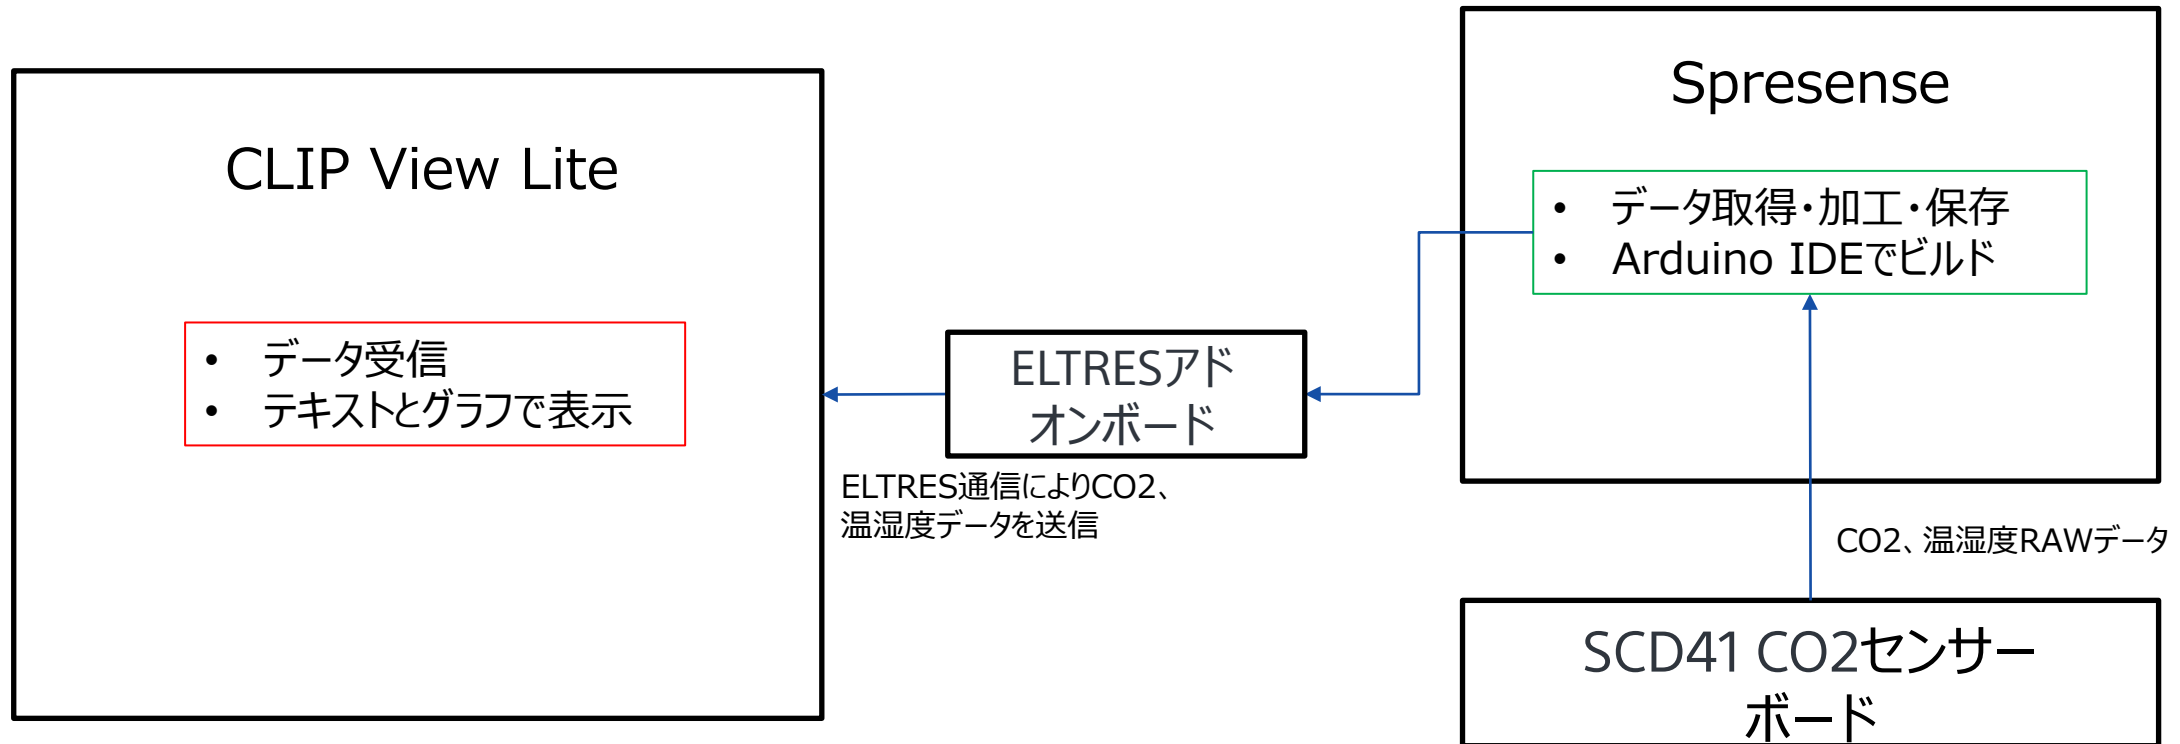 CLIP View Lite
• データ受信
• テキストとグラフで表示
ELTRESアド
オンボード
ELTRES通信によりCO2、
温湿度データを送信
Spresense
• データ取得・加工・保存
• Arduino IDEでビルド
CO2、温湿度RAWデータ
SCD41 CO2センサー
ボード